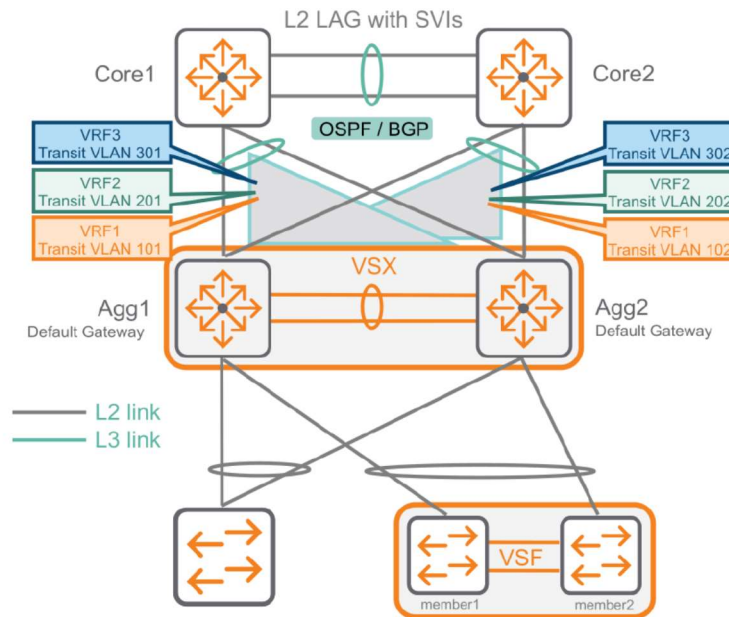 L2 LAG with SVIs
Core1
Core2
OSPF / BGP
VRF3
Transit VLAN 301
VRF3
Transit VLAN 302
VRF2
Transit VLAN 201
VRF2
Transit VLAN 202
VRF1
Transit VLAN 101
VRF1
Transit VLAN 102
VSX
Agg1
Default Gateway
Agg2
Default Gateway
L2 link
L3 link
VSF
member1
member2